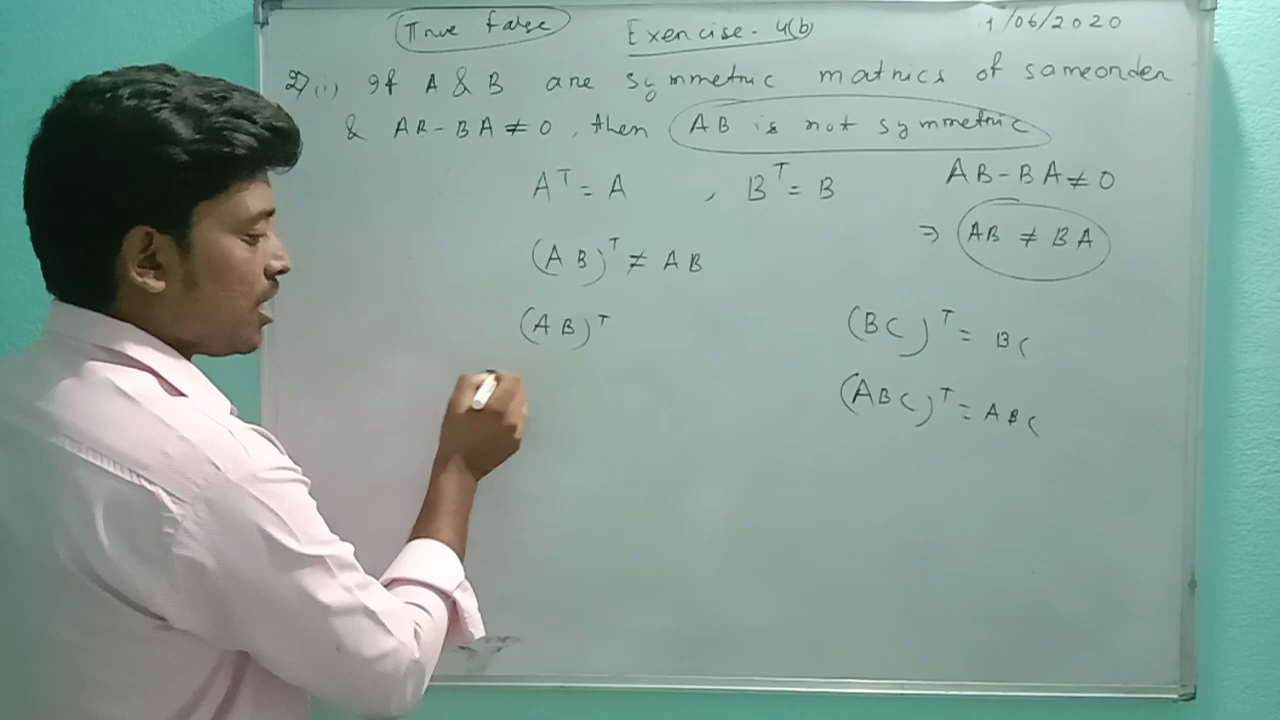 True False Exercise - 4(b) 1/06/2020
27(i) If A & B are symmetric matrics of same order
& AB - BA ≠ 0, then AB is not symmetric
Aᵀ = A , Bᵀ = B AB - BA ≠ 0
⇒ AB ≠ BA
(AB)ᵀ ≠ AB
(AB)ᵀ (BC)ᵀ = BC
(ABC)ᵀ = ABC